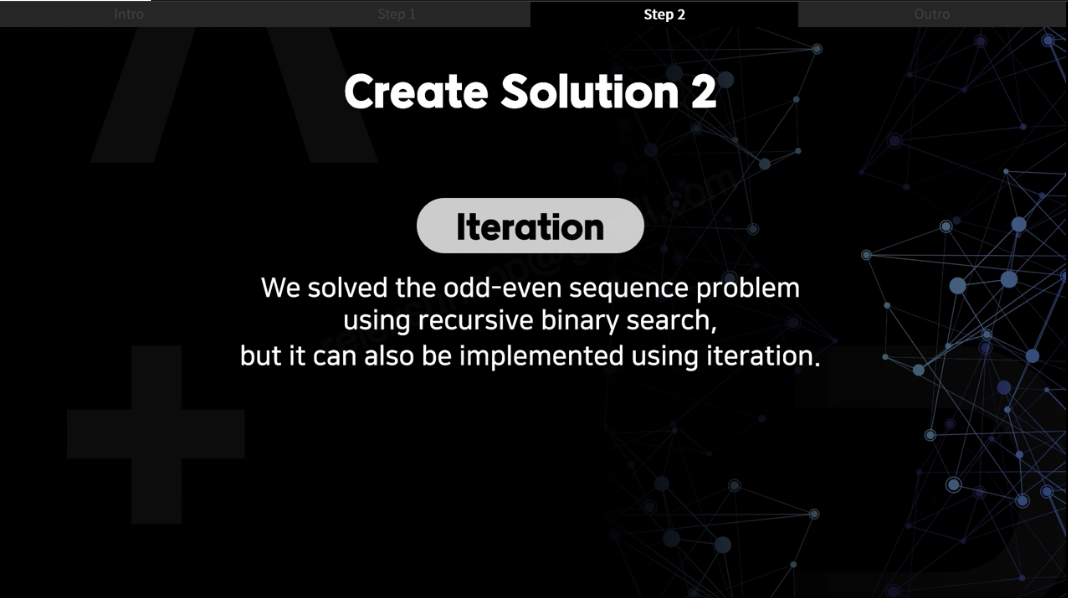 Intro
Step 1
Step 2
Outro
Create Solution 2
Iteration
We solved the odd-even sequence problem
using recursive binary search,
but it can also be implemented using iteration.